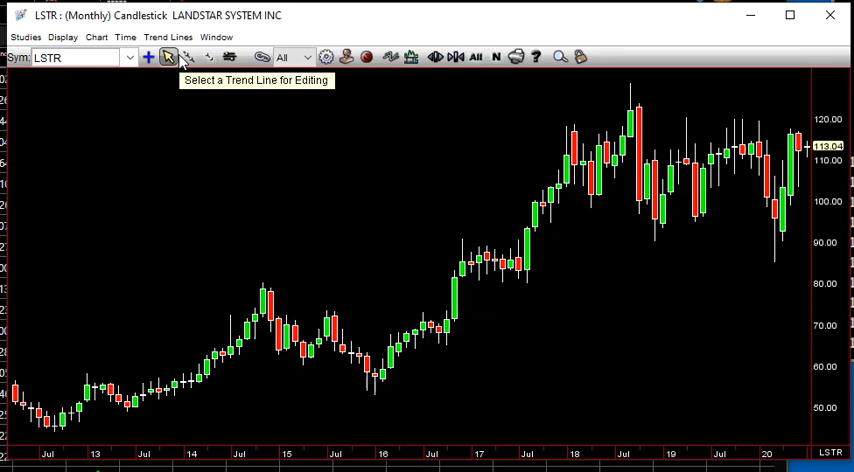 LSTR : (Monthly) Candlestick LANDSTAR SYSTEM INC
Studies Display Chart Time Trend Lines Window
Sym: LSTR All All N ?
Select a Trend Line for Editing
120.00
113.04
110.00
100.00
90.00
80.00
70.00
60.00
50.00
Jul 13 Jul 14 Jul 15 Jul 16 Jul 17 Jul 18 Jul 19 Jul 20 LSTR